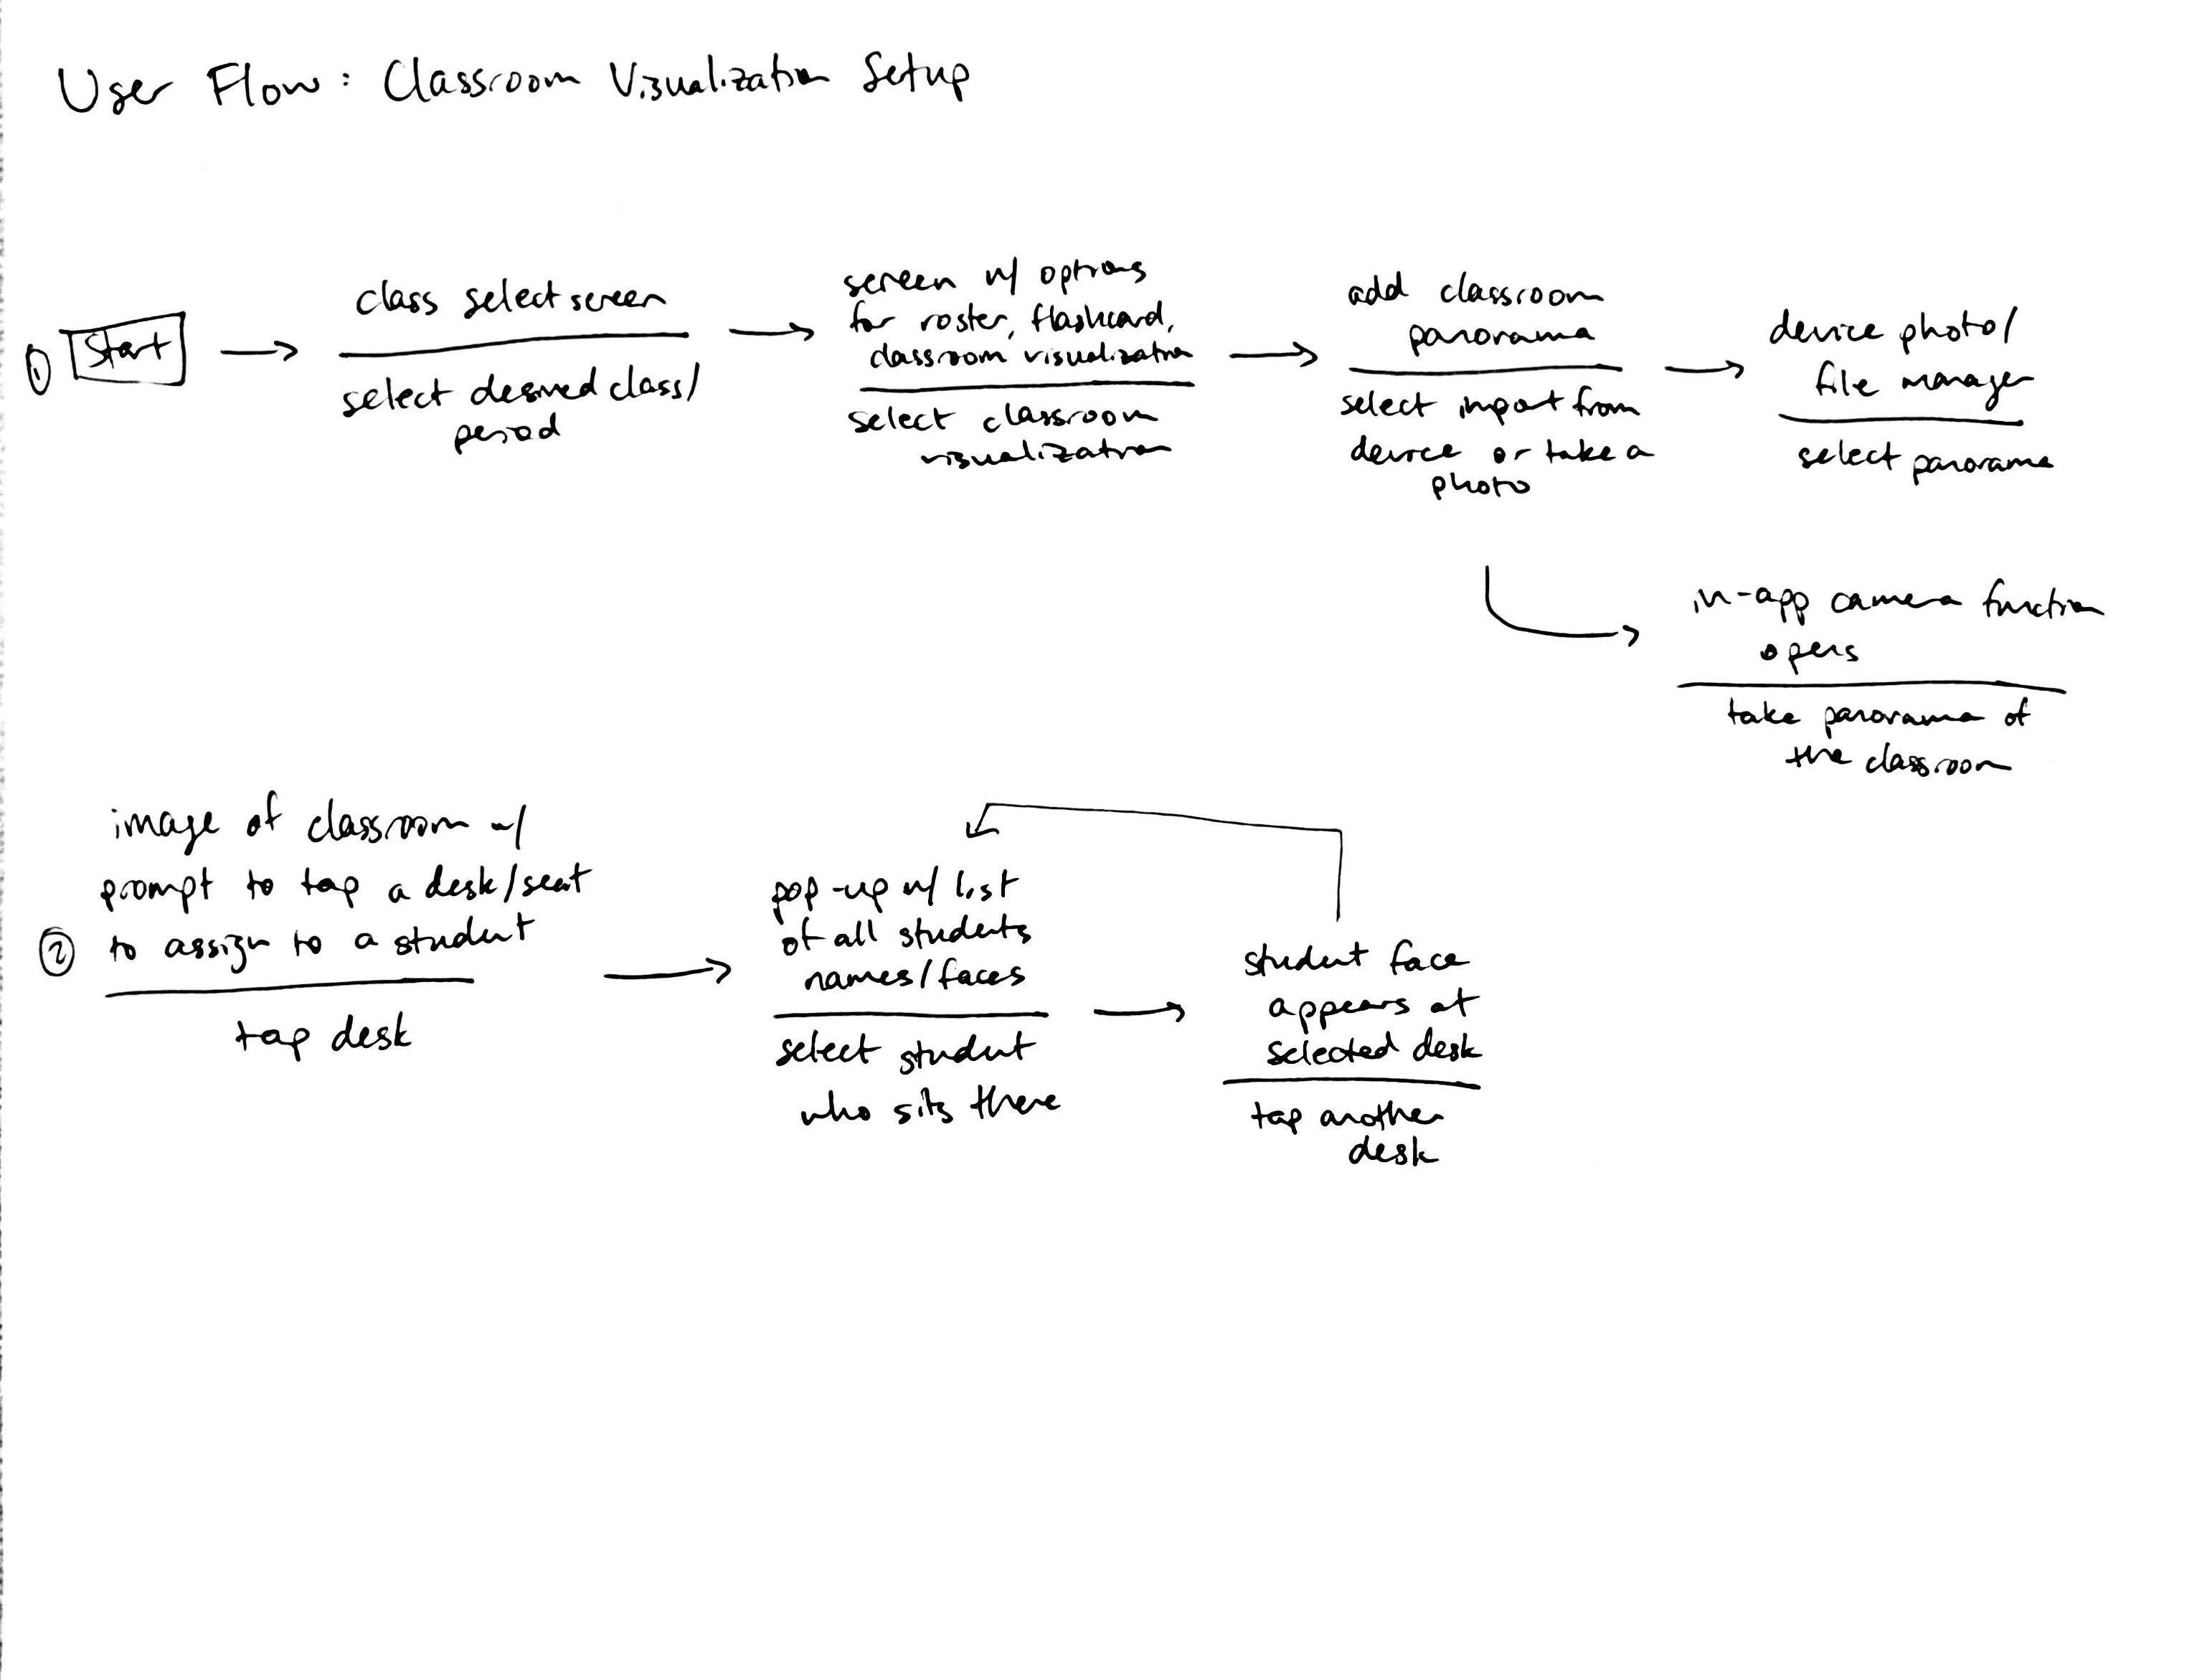 User Flow: Classroom Visualization Setup
① Start
class select screen
select desired class/
period
screen w/ options
for roster, flashcard,
classroom visualization
select classroom
visualization
add classroom
panorama
select import from
device or take a
photo
device photo/
file manager
select panorama
in-app camera function
opens
take panorama of
the classroom
②
image of classroom w/
prompt to tap a desk/seat
to assign to a student
tap desk
pop-up w/ list
of all students
names/faces
select student
who sits there
student face
appears at
selected desk
tap another
desk